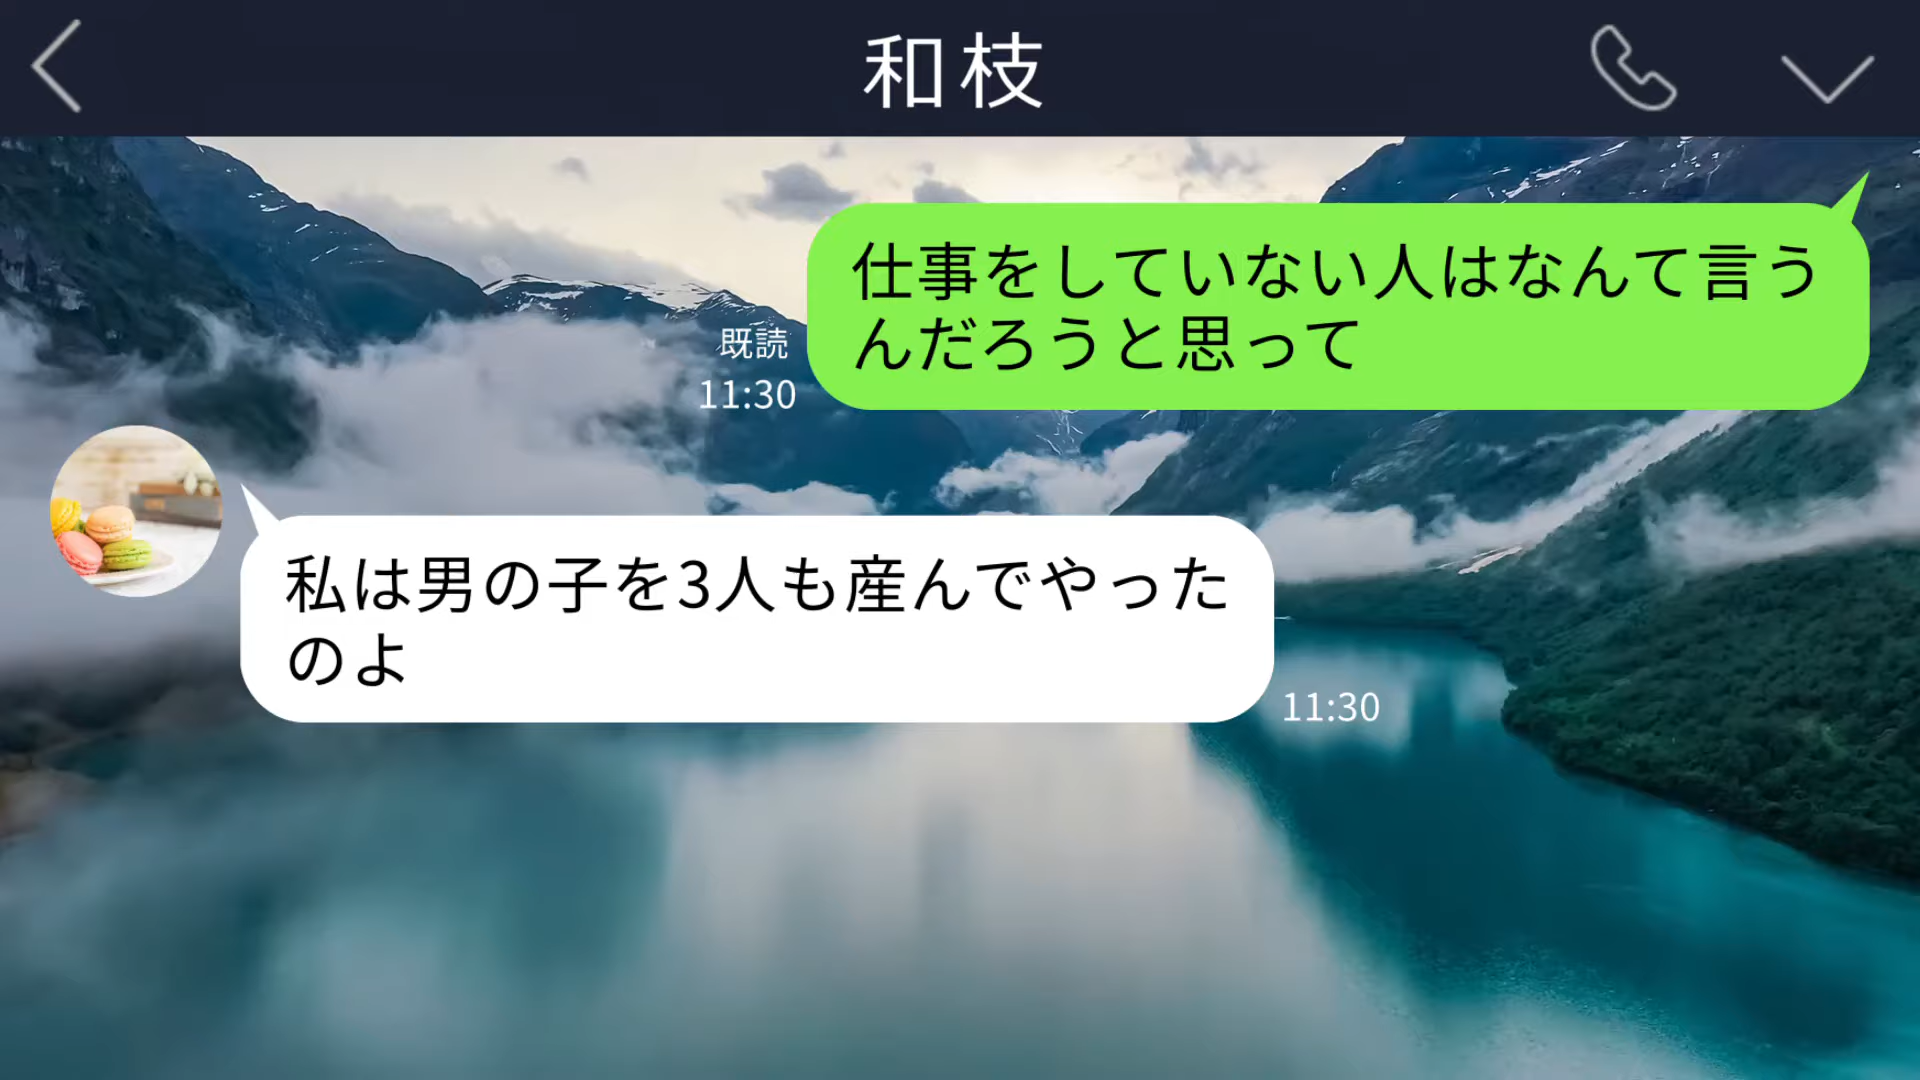 和枝
仕事をしていない人はなんて言う
んだろうと思って
既読
11:30
私は男の子を3人も産んでやった
のよ
11:30